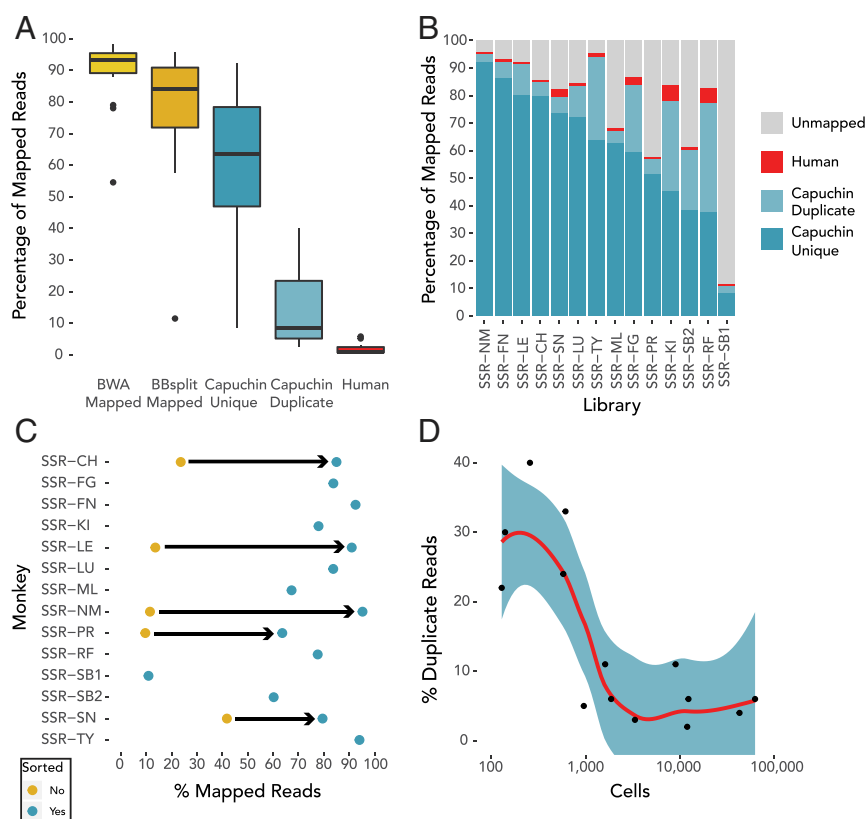 A
Percentage of Mapped Reads
100
90
80
70
60
50
40
30
20
10
0
BWA Mapped
BBsplit Mapped
Capuchin Unique
Capuchin Duplicate
Human
B
Percentage of Mapped Reads
100
90
80
70
60
50
40
30
20
10
0
SSR-NM
SSR-FN
SSR-LE
SSR-CH
SSR-SN
SSR-LU
SSR-TY
SSR-ML
SSR-FG
SSR-PR
SSR-KI
SSR-SB2
SSR-RF
SSR-SB1
Library
Unmapped
Human
Capuchin
Duplicate
Capuchin
Unique
C
Monkey
SSR-CH
SSR-FG
SSR-FN
SSR-KI
SSR-LE
SSR-LU
SSR-ML
SSR-NM
SSR-PR
SSR-RF
SSR-SB1
SSR-SB2
SSR-SN
SSR-TY
0 10 20 30 40 50 60 70 80 90 100
% Mapped Reads
Sorted
No
Yes
D
% Duplicate Reads
40
30
20
10
0
100 1,000 10,000 100,000
Cells